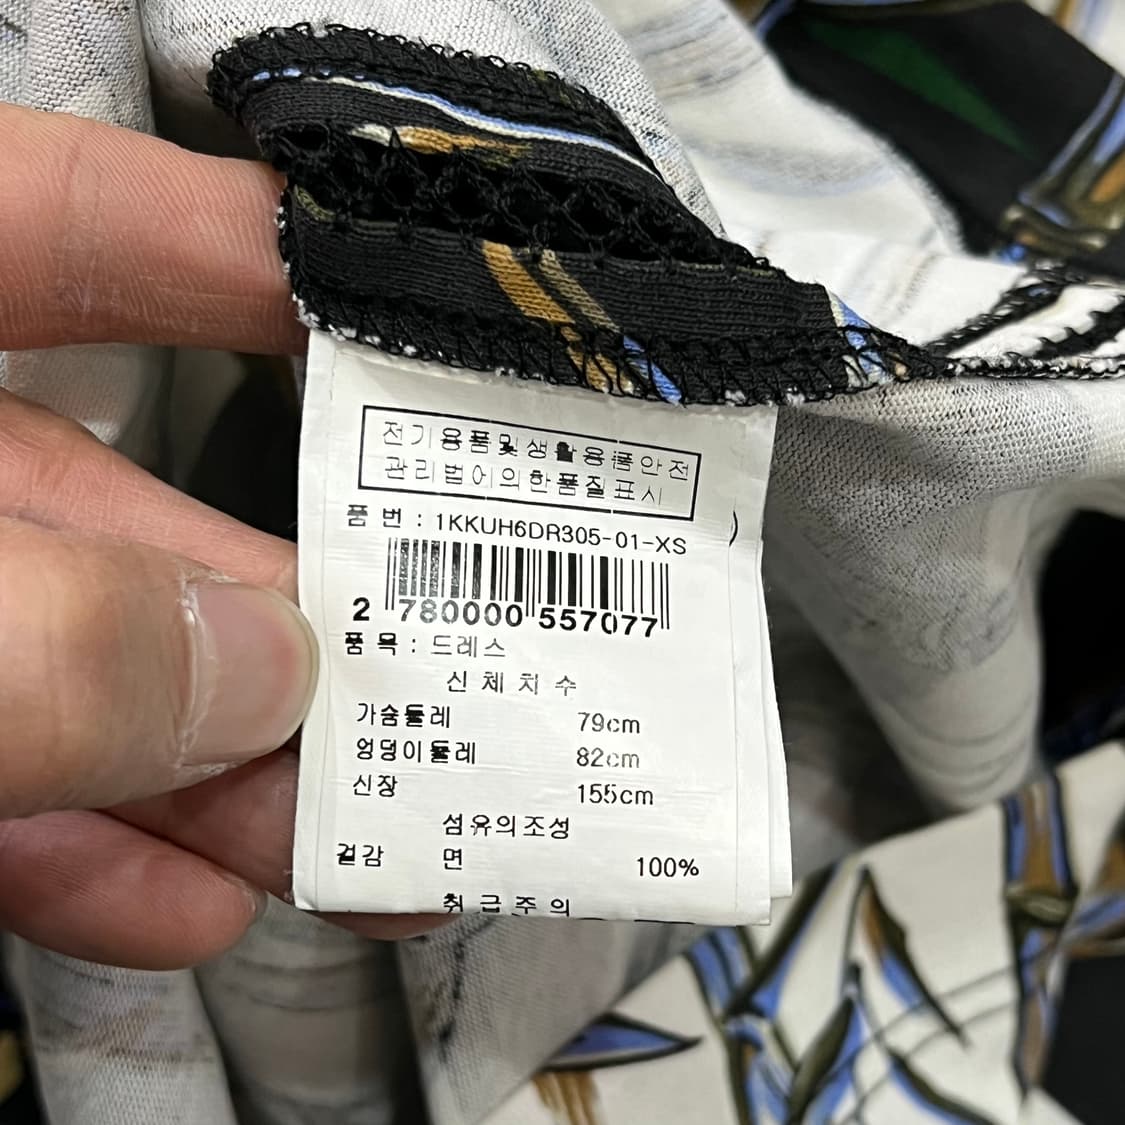 전기용품및생활용품안전
관리법에의한품질표시
품 번 : 1KKUH6DR305-01-XS
2 780000 557077
품 목 : 드레스
신 체 치 수
가슴둘레 79cm
엉덩이둘레 82cm
신장 155cm
섬유의조성
겉감 면 100%
취 급 주 의